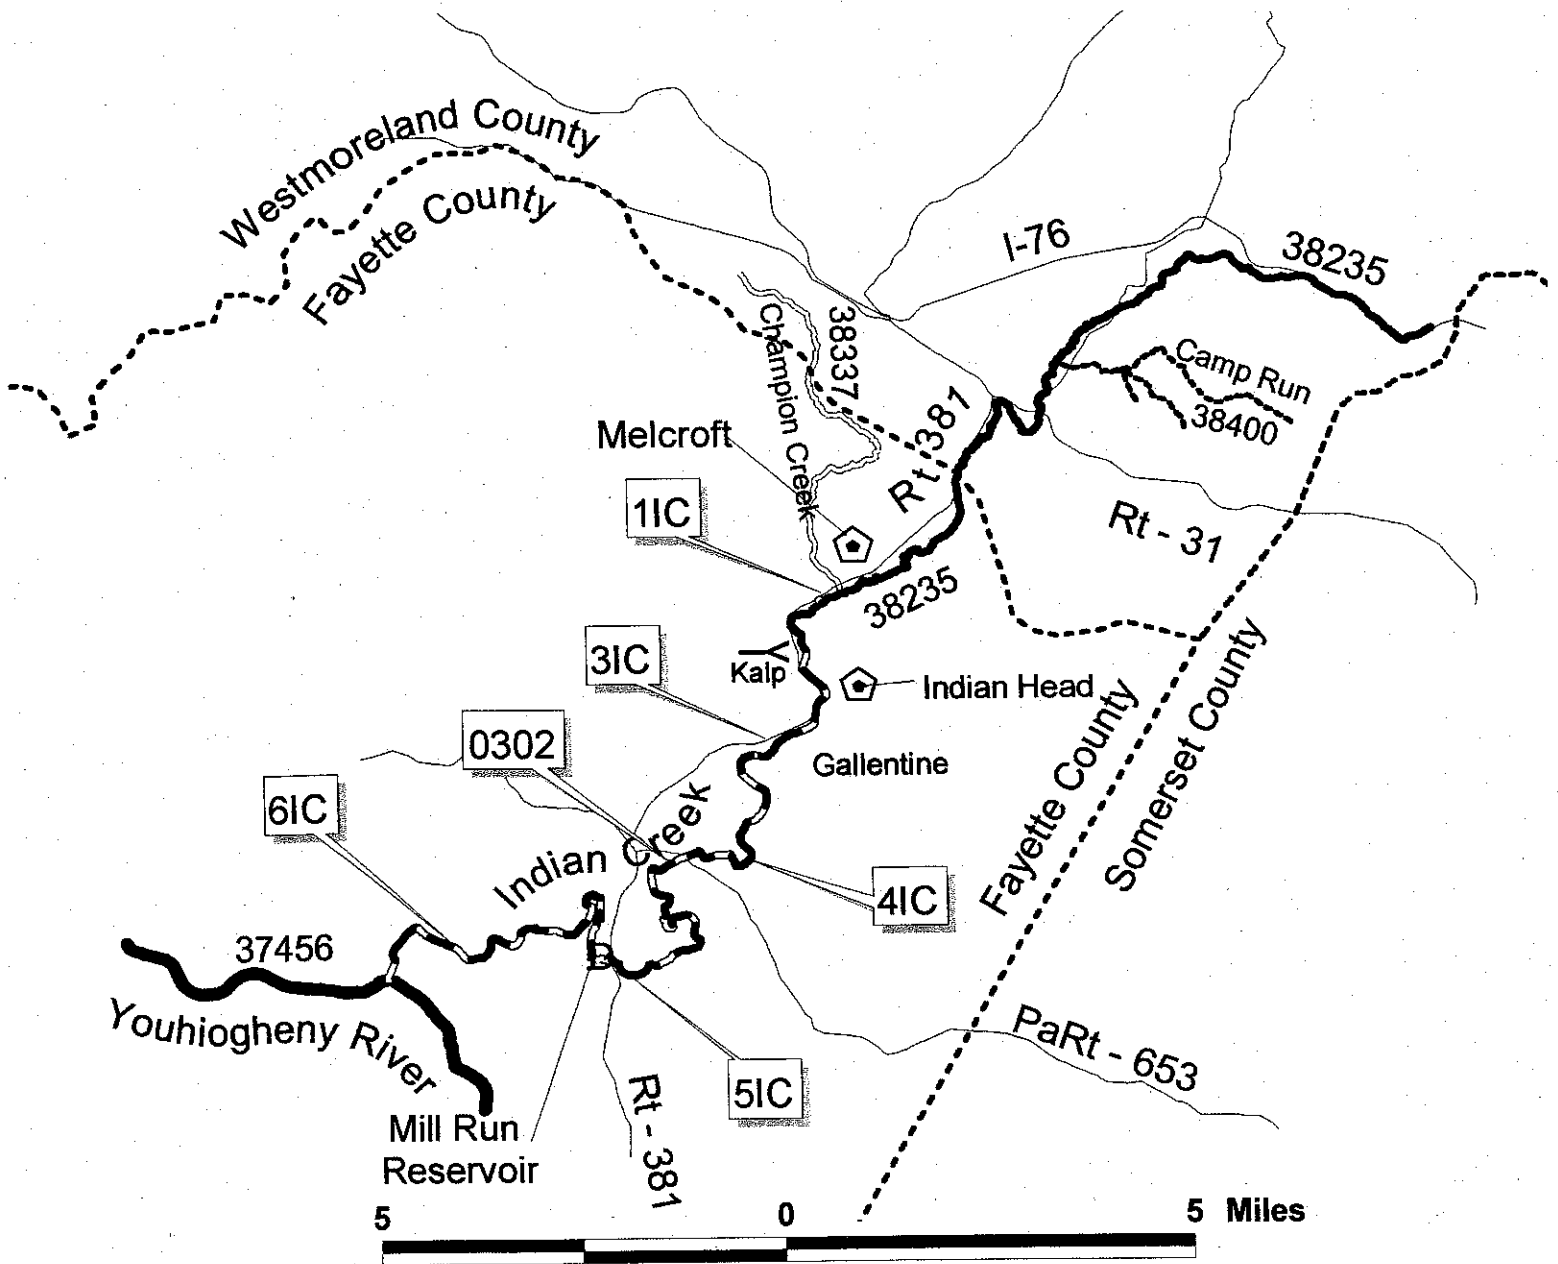 Westmoreland County
Fayette County
I-76
38235
Champion Creek
38337
Camp Run
38400
Rt 381
Melcroft
1IC
Rt - 31
38235
3IC
Kalp
Indian Head
0302
Gallentine
Fayette County
Somerset County
6IC
Indian Creek
4IC
37456
Youhiogheny River
PaRt - 653
5IC
Rt - 381
Mill Run
Reservoir
5 0 5 Miles